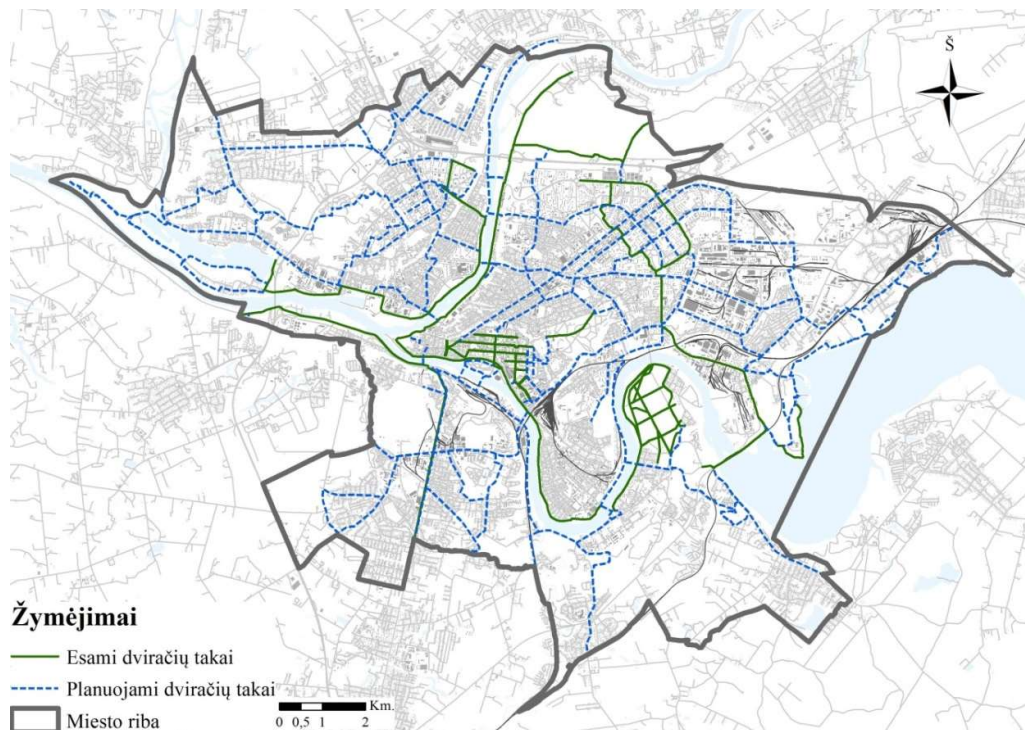 Š
Žymėjimai
Esami dviračių takai
Planuojami dviračių takai
Miesto riba
Km.
0 0,5 1 2